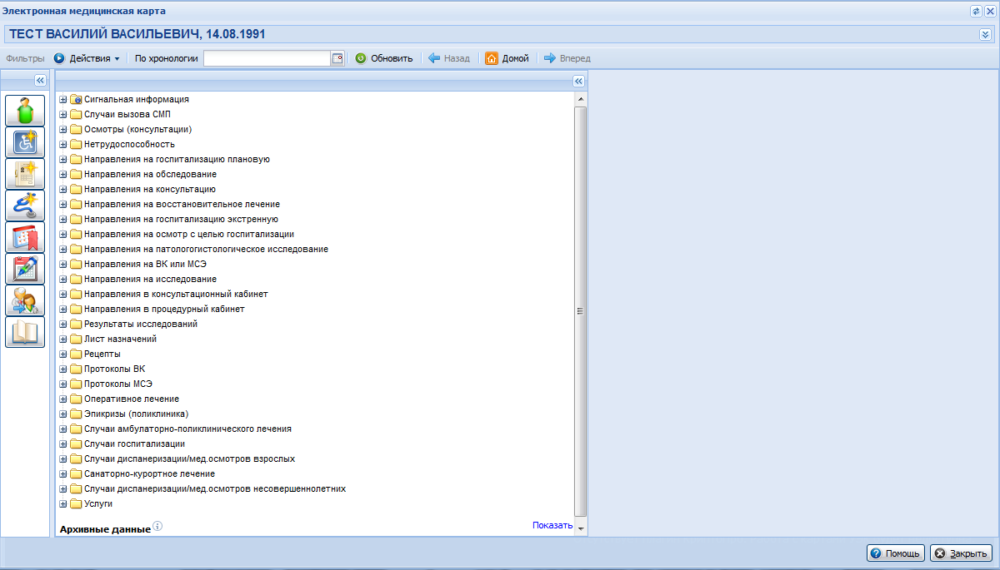 Электронная медицинская карта
ТЕСТ ВАСИЛИЙ ВАСИЛЬЕВИЧ, 14.08.1991
Фильтры Действия По хронологии Обновить Назад Домой Вперед
Сигнальная информация
Случаи вызова СМП
Осмотры (консультации)
Нетрудоспособность
Направления на госпитализацию плановую
Направления на обследование
Направления на консультацию
Направления на восстановительное лечение
Направления на госпитализацию экстренную
Направления на осмотр с целью госпитализации
Направления на патологогистологическое исследование
Направления на ВК или МСЭ
Направления на исследование
Направления в консультационный кабинет
Направления в процедурный кабинет
Результаты исследований
Лист назначений
Рецепты
Протоколы ВК
Протоколы МСЭ
Оперативное лечение
Эпикризы (поликлиника)
Случаи амбулаторно-поликлинического лечения
Случаи госпитализации
Случаи диспанеризации/мед.осмотров взрослых
Санаторно-курортное лечение
Случаи диспанеризации/мед.осмотров несовершеннолетних
Услуги
Архивные данные Показать
Помощь Закрыть